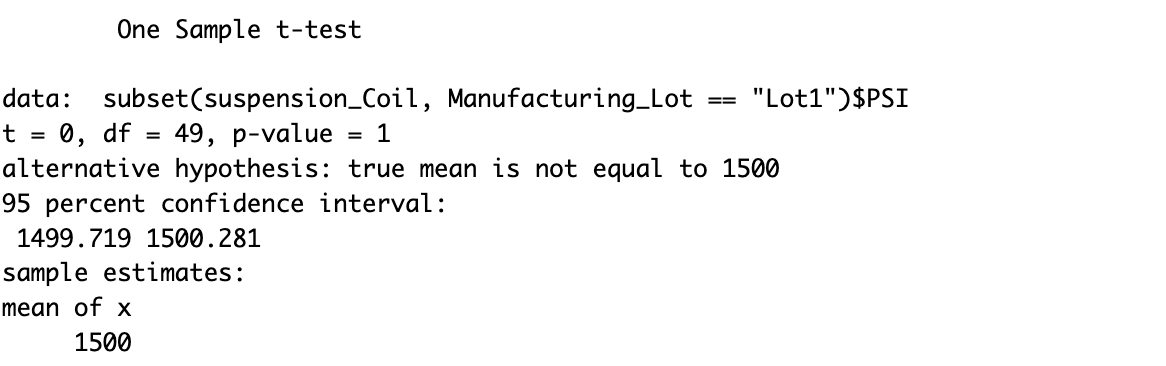 One Sample t-test
data:  subset(suspension_Coil, Manufacturing_Lot == "Lot1")$PSI
t = 0, df = 49, p-value = 1
alternative hypothesis: true mean is not equal to 1500
95 percent confidence interval:
1499.719 1500.281
sample estimates:
mean of x
1500